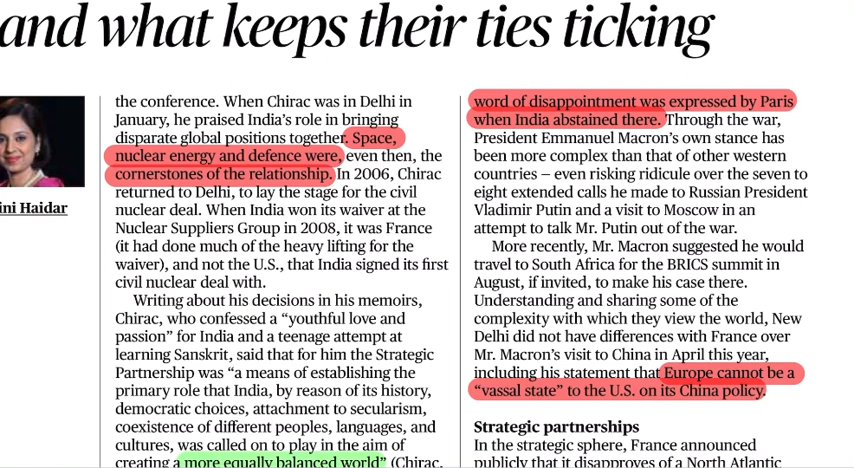 and what keeps their ties ticking
ini Haidar
the conference. When Chirac was in Delhi in
January, he praised India's role in bringing
disparate global positions together. Space,
nuclear energy and defence were, even then, the
cornerstones of the relationship. In 2006, Chirac
returned to Delhi, to lay the stage for the civil
nuclear deal. When India won its waiver at the
Nuclear Suppliers Group in 2008, it was France
(it had done much of the heavy lifting for the
waiver), and not the U.S., that India signed its first
civil nuclear deal with.
Writing about his decisions in his memoirs,
Chirac, who confessed a “youthful love and
passion” for India and a teenage attempt at
learning Sanskrit, said that for him the Strategic
Partnership was “a means of establishing the
primary role that India, by reason of its history,
democratic choices, attachment to secularism,
coexistence of different peoples, languages, and
cultures, was called on to play in the aim of
creating a more equally balanced world” (Chirac,
word of disappointment was expressed by Paris
when India abstained there. Through the war,
President Emmanuel Macron's own stance has
been more complex than that of other western
countries – even risking ridicule over the seven to
eight extended calls he made to Russian President
Vladimir Putin and a visit to Moscow in an
attempt to talk Mr. Putin out of the war.
More recently, Mr. Macron suggested he would
travel to South Africa for the BRICS summit in
August, if invited, to make his case there.
Understanding and sharing some of the
complexity with which they view the world, New
Delhi did not have differences with France over
Mr. Macron's visit to China in April this year,
including his statement that Europe cannot be a
“vassal state” to the U.S. on its China policy.
Strategic partnerships
In the strategic sphere, France announced
publicly that it disapproves of a North Atlantic